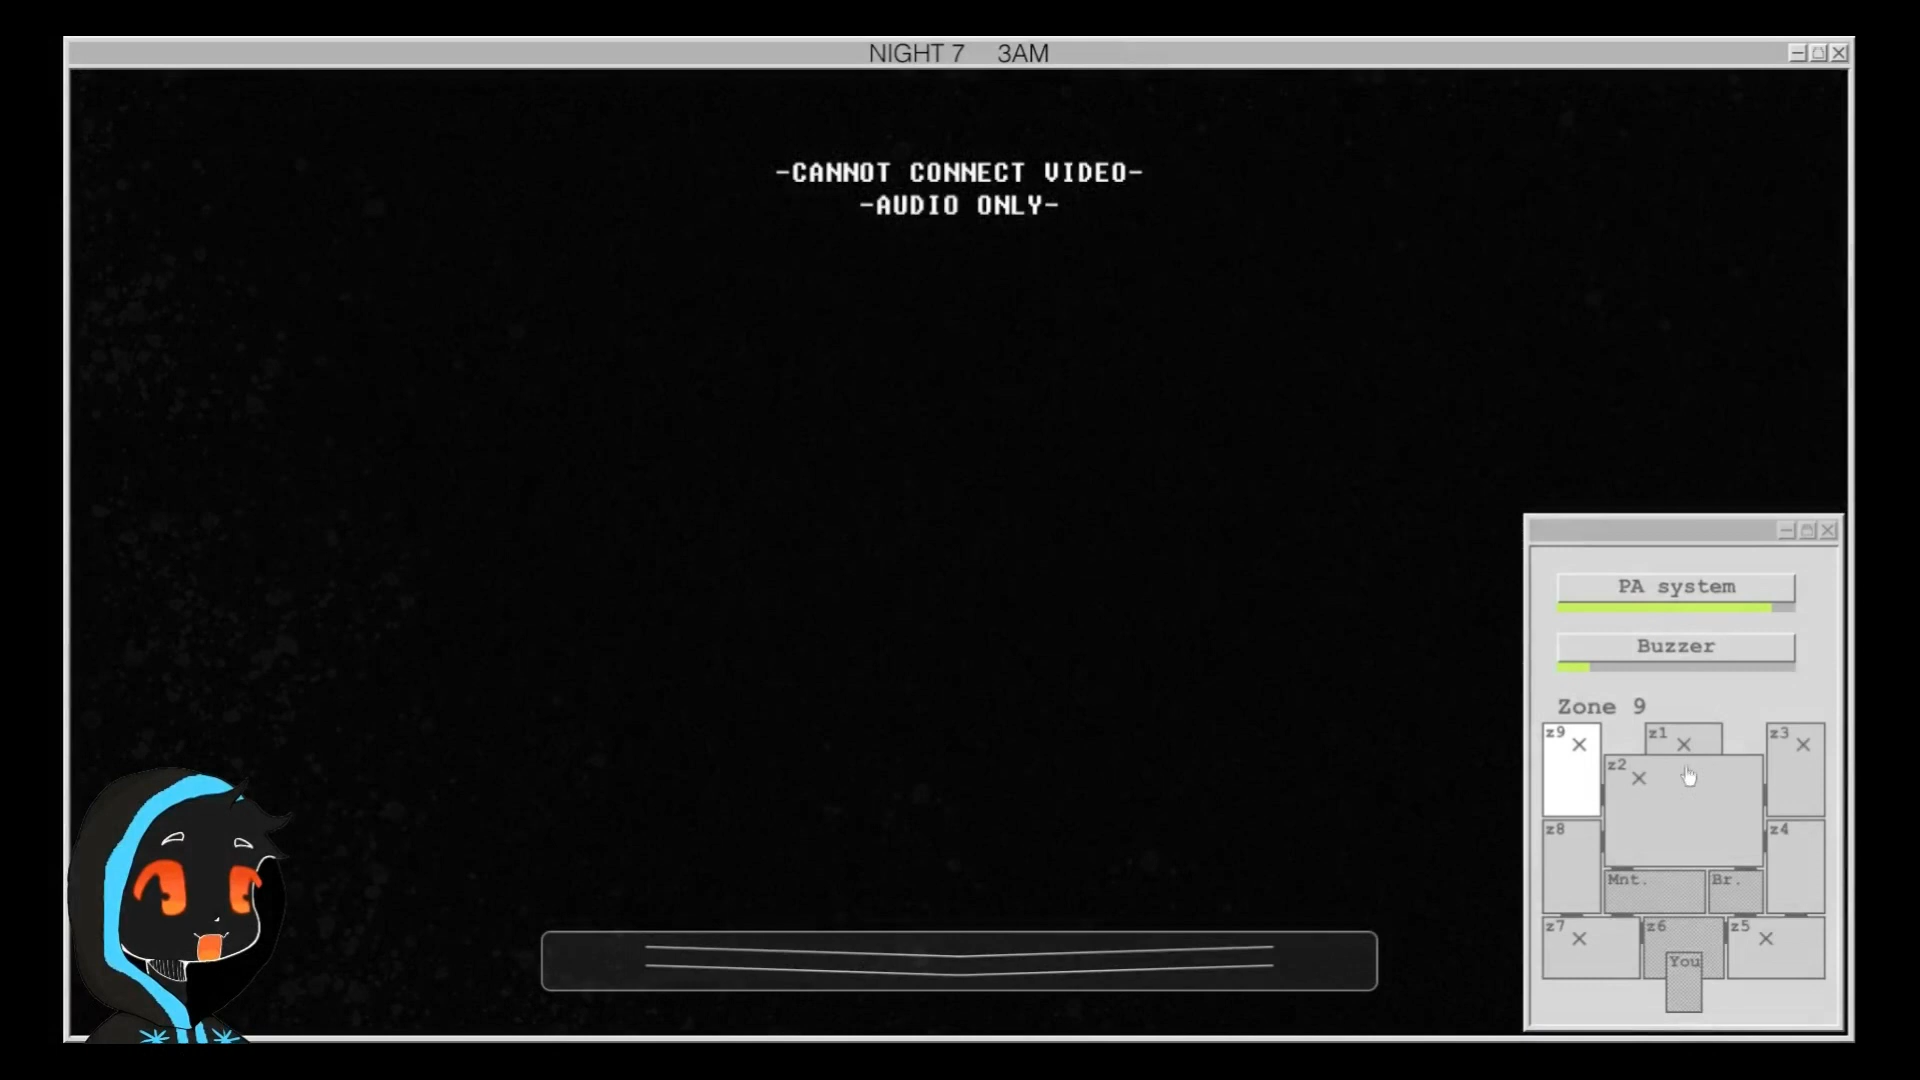 NIGHT 7 3AM
-CANNOT CONNECT VIDEO-
-AUDIO ONLY-
PA system
Buzzer
Zone 9
z9
z1
z3
z2
z8
z4
Mnt.
Br.
z7
z6
z5
You